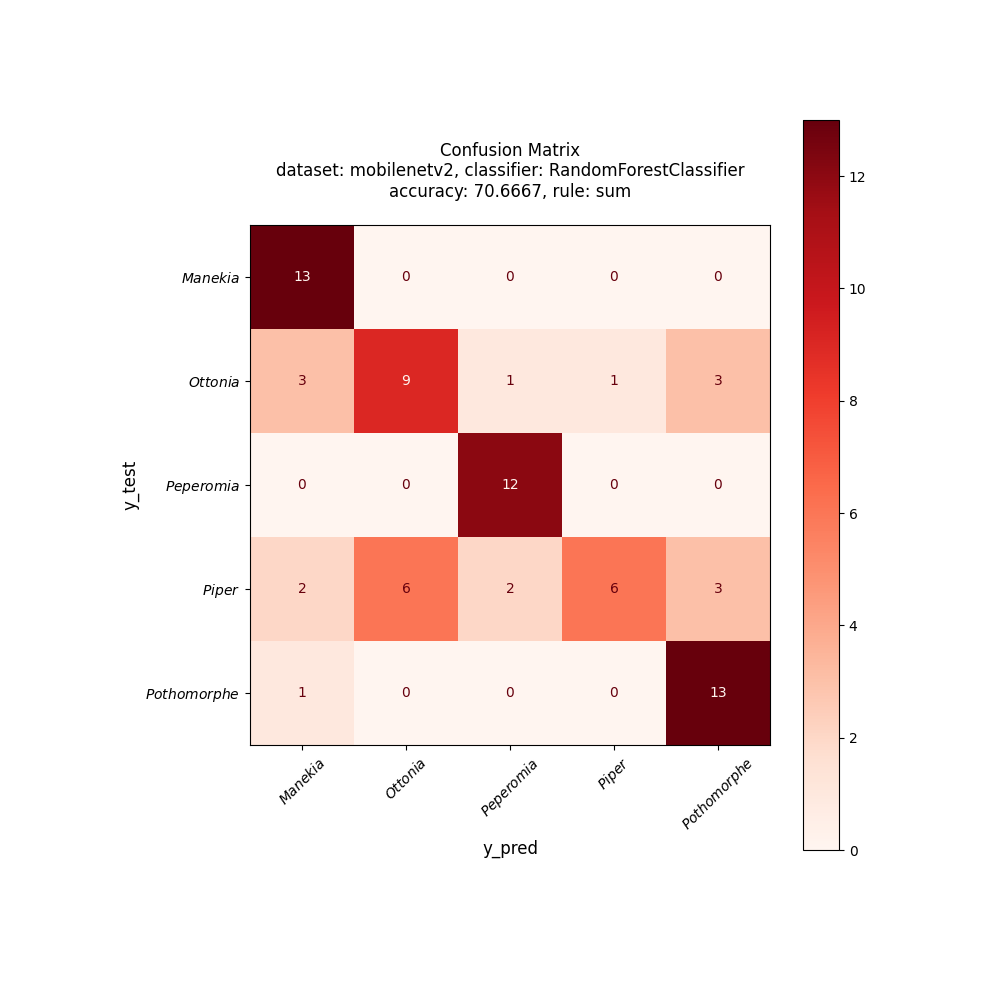 Confusion Matrix
dataset: mobilenetv2, classifier: RandomForestClassifier
accuracy: 70.6667, rule: sum
Manekia 13 0 0 0 0
Ottonia 3 9 1 1 3
Peperomia 0 0 12 0 0
Piper 2 6 2 6 3
Pothomorphe 1 0 0 0 13
y_test
Manekia Ottonia Peperomia Piper Pothomorphe
y_pred
12
10
8
6
4
2
0